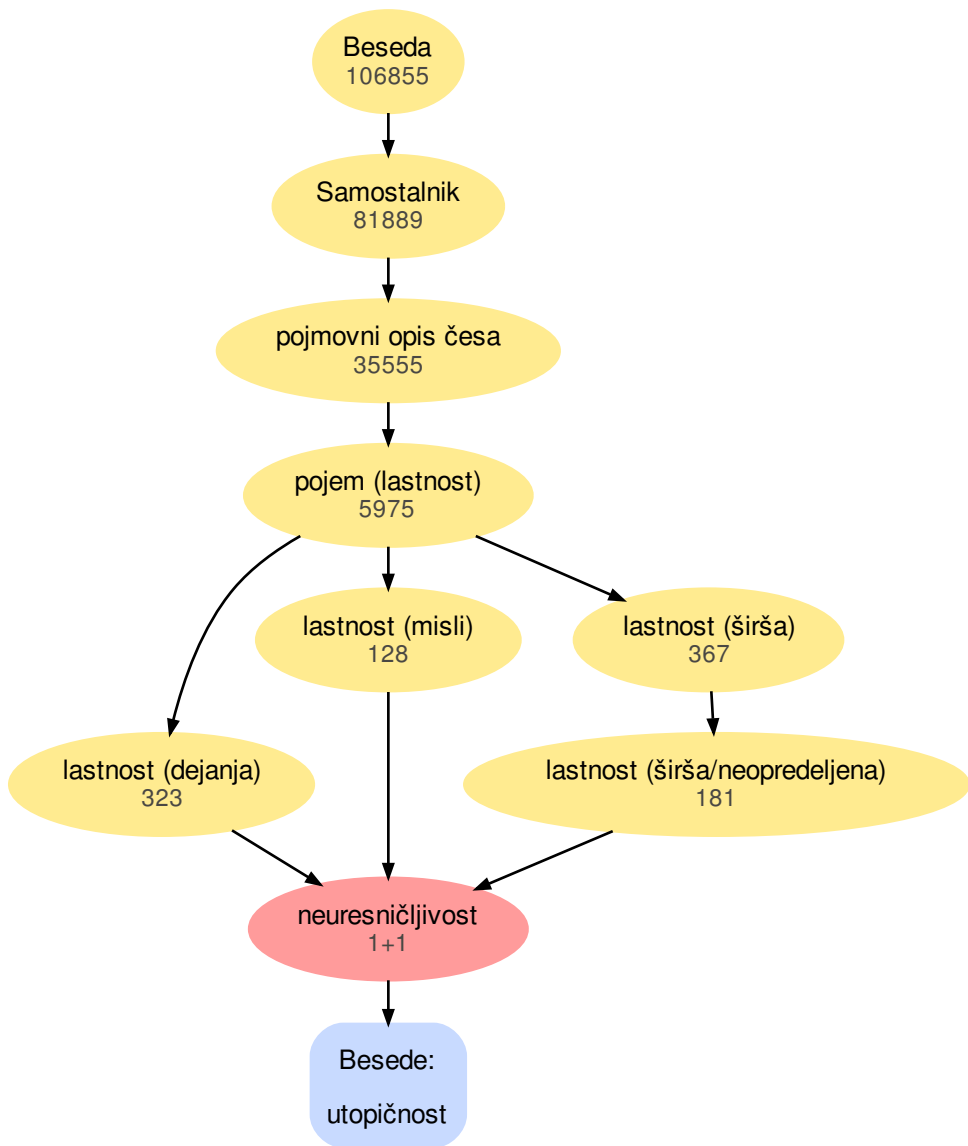 Beseda
106855
Samostalnik
81889
pojmovni opis česa
35555
pojem (lastnost)
5975
lastnost (misli)
128
lastnost (širša)
367
lastnost (dejanja)
323
lastnost (širša/neopredeljena)
181
neuresničljivost
1+1
Besede:
utopičnost